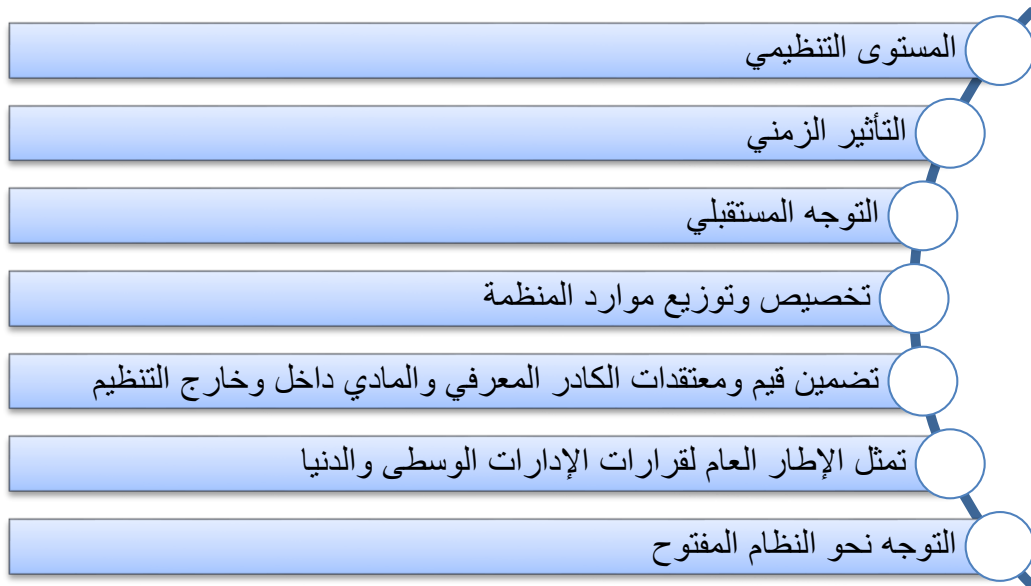 المستوى التنظيمي
التأثير الزمني
التوجه المستقبلي
تخصيص وتوزيع موارد المنظمة
تضمين قيم ومعتقدات الكادر المعرفي والمادي داخل وخارج التنظيم
تمثل الإطار العام لقرارات الإدارات الوسطى والدنيا
التوجه نحو النظام المفتوح